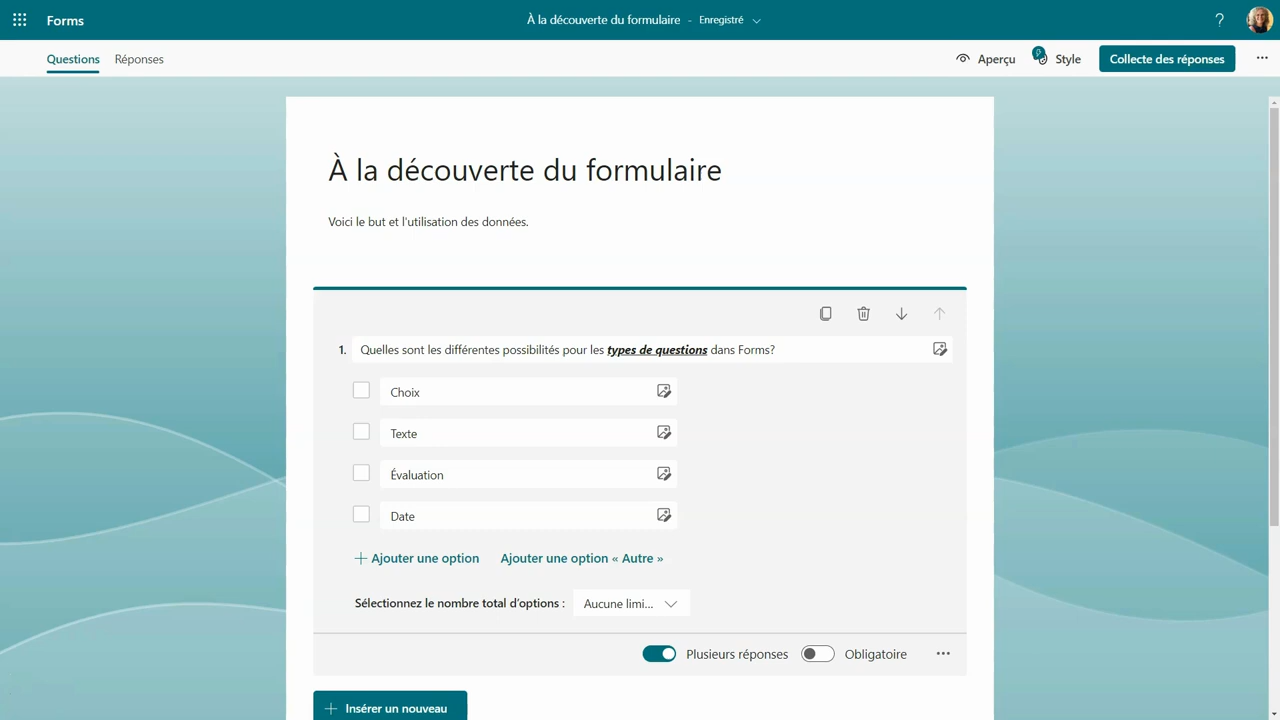 Forms
À la découverte du formulaire - Enregistré
?
Questions
Réponses
Aperçu
Style
Collecte des réponses
À la découverte du formulaire
Voici le but et l'utilisation des données.
1. Quelles sont les différentes possibilités pour les types de questions dans Forms?
Choix
Texte
Évaluation
Date
Ajouter une option
Ajouter une option « Autre »
Sélectionnez le nombre total d'options : Aucune limi...
Plusieurs réponses
Obligatoire
Insérer un nouveau